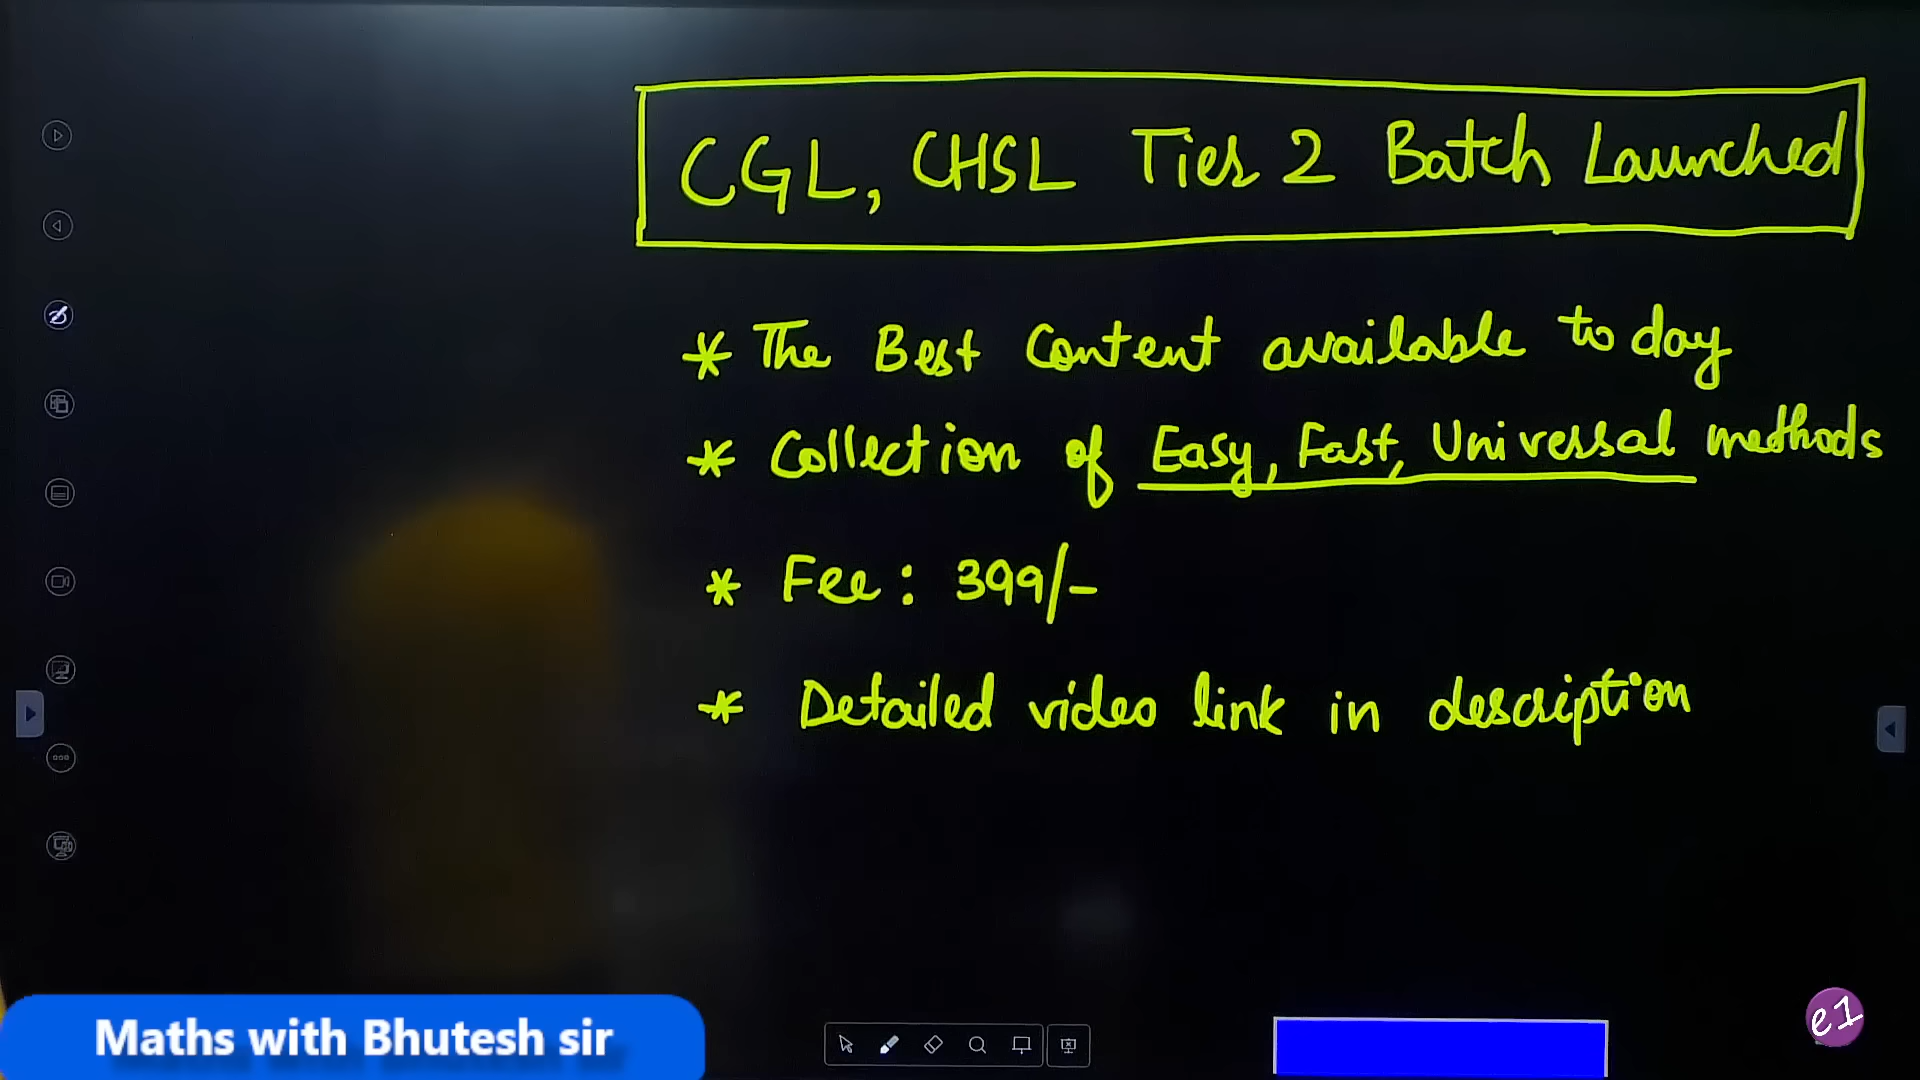 CGL, CHSL Tier 2 Batch Launched
* The Best Content available today
* Collection of Easy, Fast, Universal methods
* Fee: 399/-
* Detailed video link in description
Maths with Bhutesh sir
e1